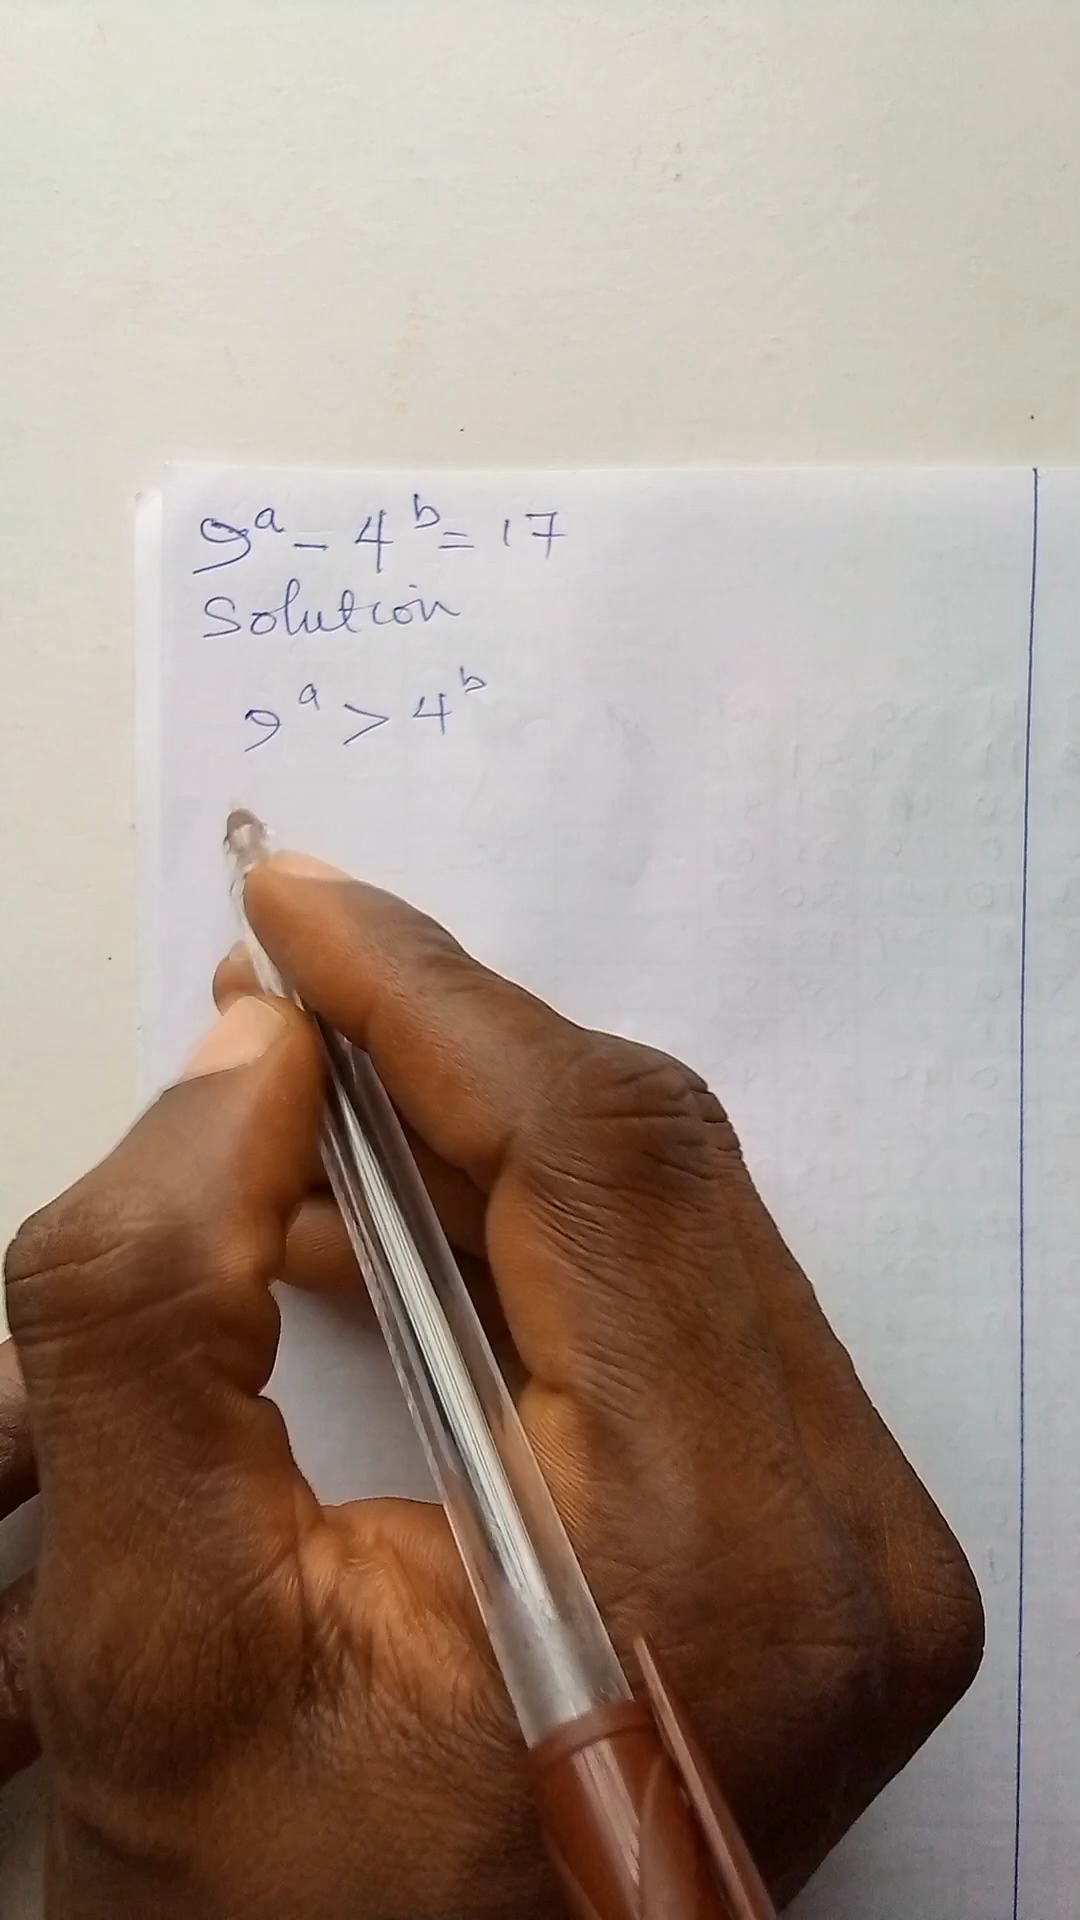 9^a - 4^b = 17
Solution
9^a > 4^b